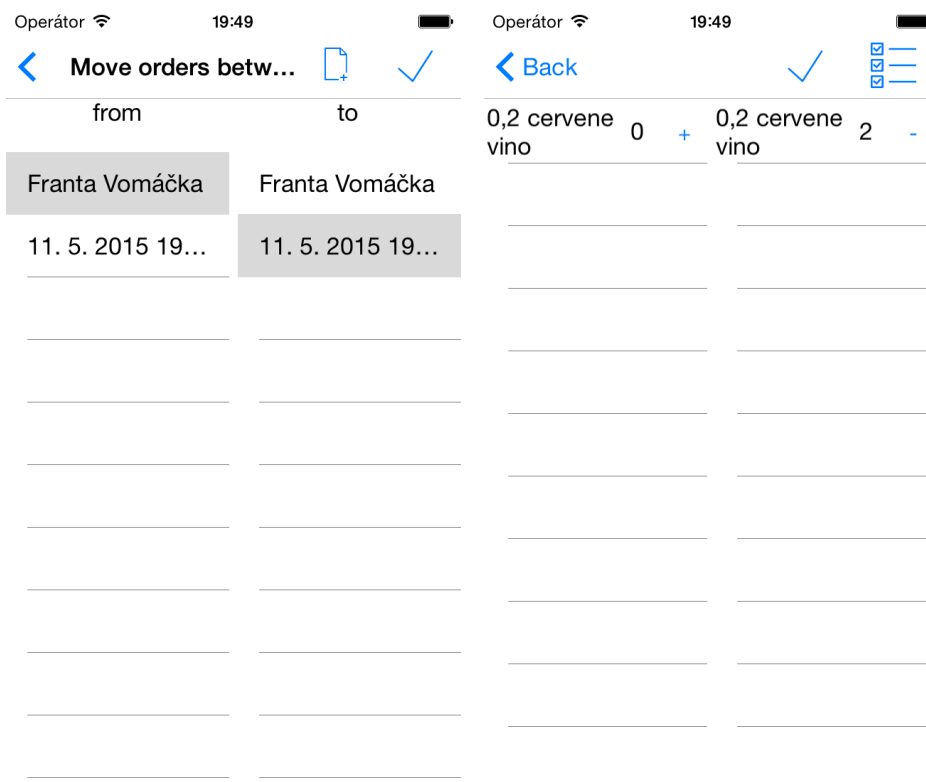 Operátor 19:49
Move orders betw...
from to
Franta Vomáčka Franta Vomáčka
11. 5. 2015 19... 11. 5. 2015 19...
Operátor 19:49
Back
0,2 cervene vino 0 + 0,2 cervene vino 2 -